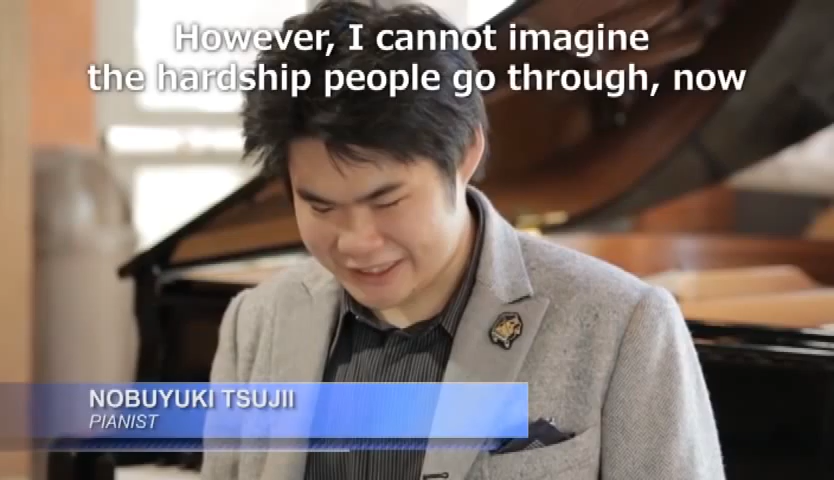 However, I cannot imagine
the hardship people go through, now
NOBUYUKI TSUJII
PIANIST